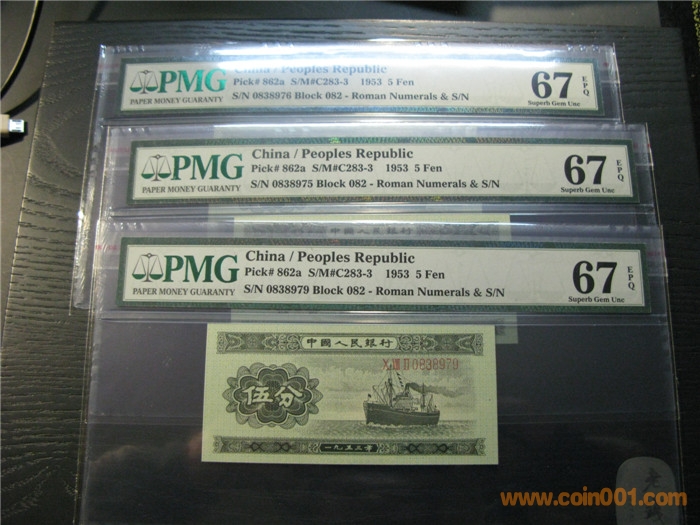 PMG
PAPER MONEY GUARANTY
China / Peoples Republic
Pick# 862a S/M#C283-3 1953 5 Fen
S/N 0838976 Block 082 - Roman Numerals & S/N
67 EPQ
Superb Gem Unc
PMG
PAPER MONEY GUARANTY
China / Peoples Republic
Pick# 862a S/M#C283-3 1953 5 Fen
S/N 0838975 Block 082 - Roman Numerals & S/N
67 EPQ
Superb Gem Unc
PMG
PAPER MONEY GUARANTY
China / Peoples Republic
Pick# 862a S/M#C283-3 1953 5 Fen
S/N 0838979 Block 082 - Roman Numerals & S/N
67 EPQ
Superb Gem Unc
中國人民銀行
0838979
伍分
一九五三年
www.coin001.com